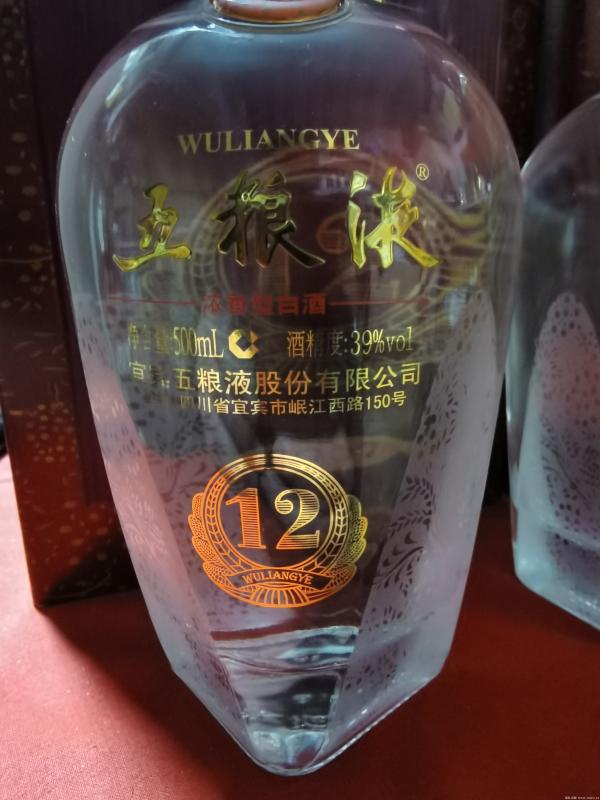 WULIANGYE
五粮液®
浓香型白酒
净含量:500mL 酒精度:39%vol
宜宾五粮液股份有限公司
四川省宜宾市岷江西路150号
12
WULIANGYE